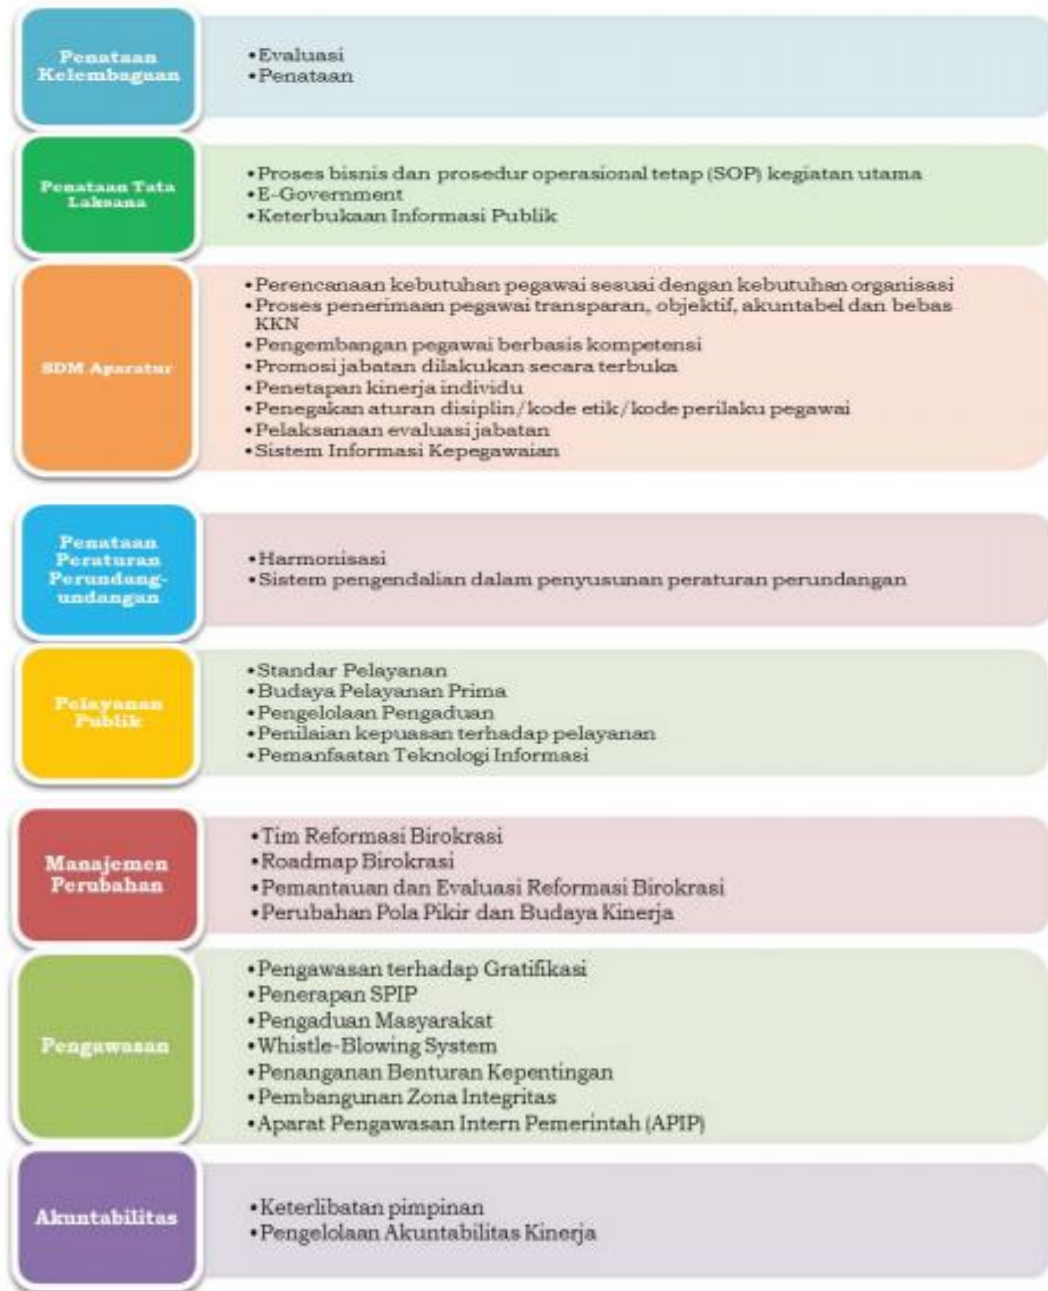 Penataan
Kelembagaan
•Evaluasi
•Penataan
Penataan Tata
Laksana
•Proses bisnis dan prosedur operasional tetap (SOP) kegiatan utama
•E-Government
•Keterbukaan Informasi Publik
SDM Aparatur
•Perencanaan kebutuhan pegawai sesuai dengan kebutuhan organisasi
•Proses penerimaan pegawai transparan, objektif, akuntabel dan bebas
KKN
•Pengembangan pegawai berbasis kompetensi
•Promosi jabatan dilakukan secara terbuka
•Penetapan kinerja individu
•Penegakan aturan disiplin/kode etik/kode perilaku pegawai
•Pelaksanaan evaluasi jabatan
•Sistem Informasi Kepegawaian
Penataan
Peraturan
Perundang-
undangan
•Harmonisasi
•Sistem pengendalian dalam penyusunan peraturan perundangan
Pelayanan
Publik
•Standar Pelayanan
•Budaya Pelayanan Prima
•Pengelolaan Pengaduan
•Penilaian kepuasan terhadap pelayanan
•Pemanfaatan Teknologi Informasi
Manajemen
Perubahan
•Tim Reformasi Birokrasi
•Roadmap Birokrasi
•Pemantauan dan Evaluasi Reformasi Birokrasi
•Perubahan Pola Pikir dan Budaya Kinerja
Pengawasan
•Pengawasan terhadap Gratifikasi
•Penerapan SPIP
•Pengaduan Masyarakat
•Whistle-Blowing System
•Penanganan Benturan Kepentingan
•Pembangunan Zona Integritas
•Aparat Pengawasan Intern Pemerintah (APIP)
Akuntabilitas
•Keterlibatan pimpinan
•Pengelolaan Akuntabilitas Kinerja